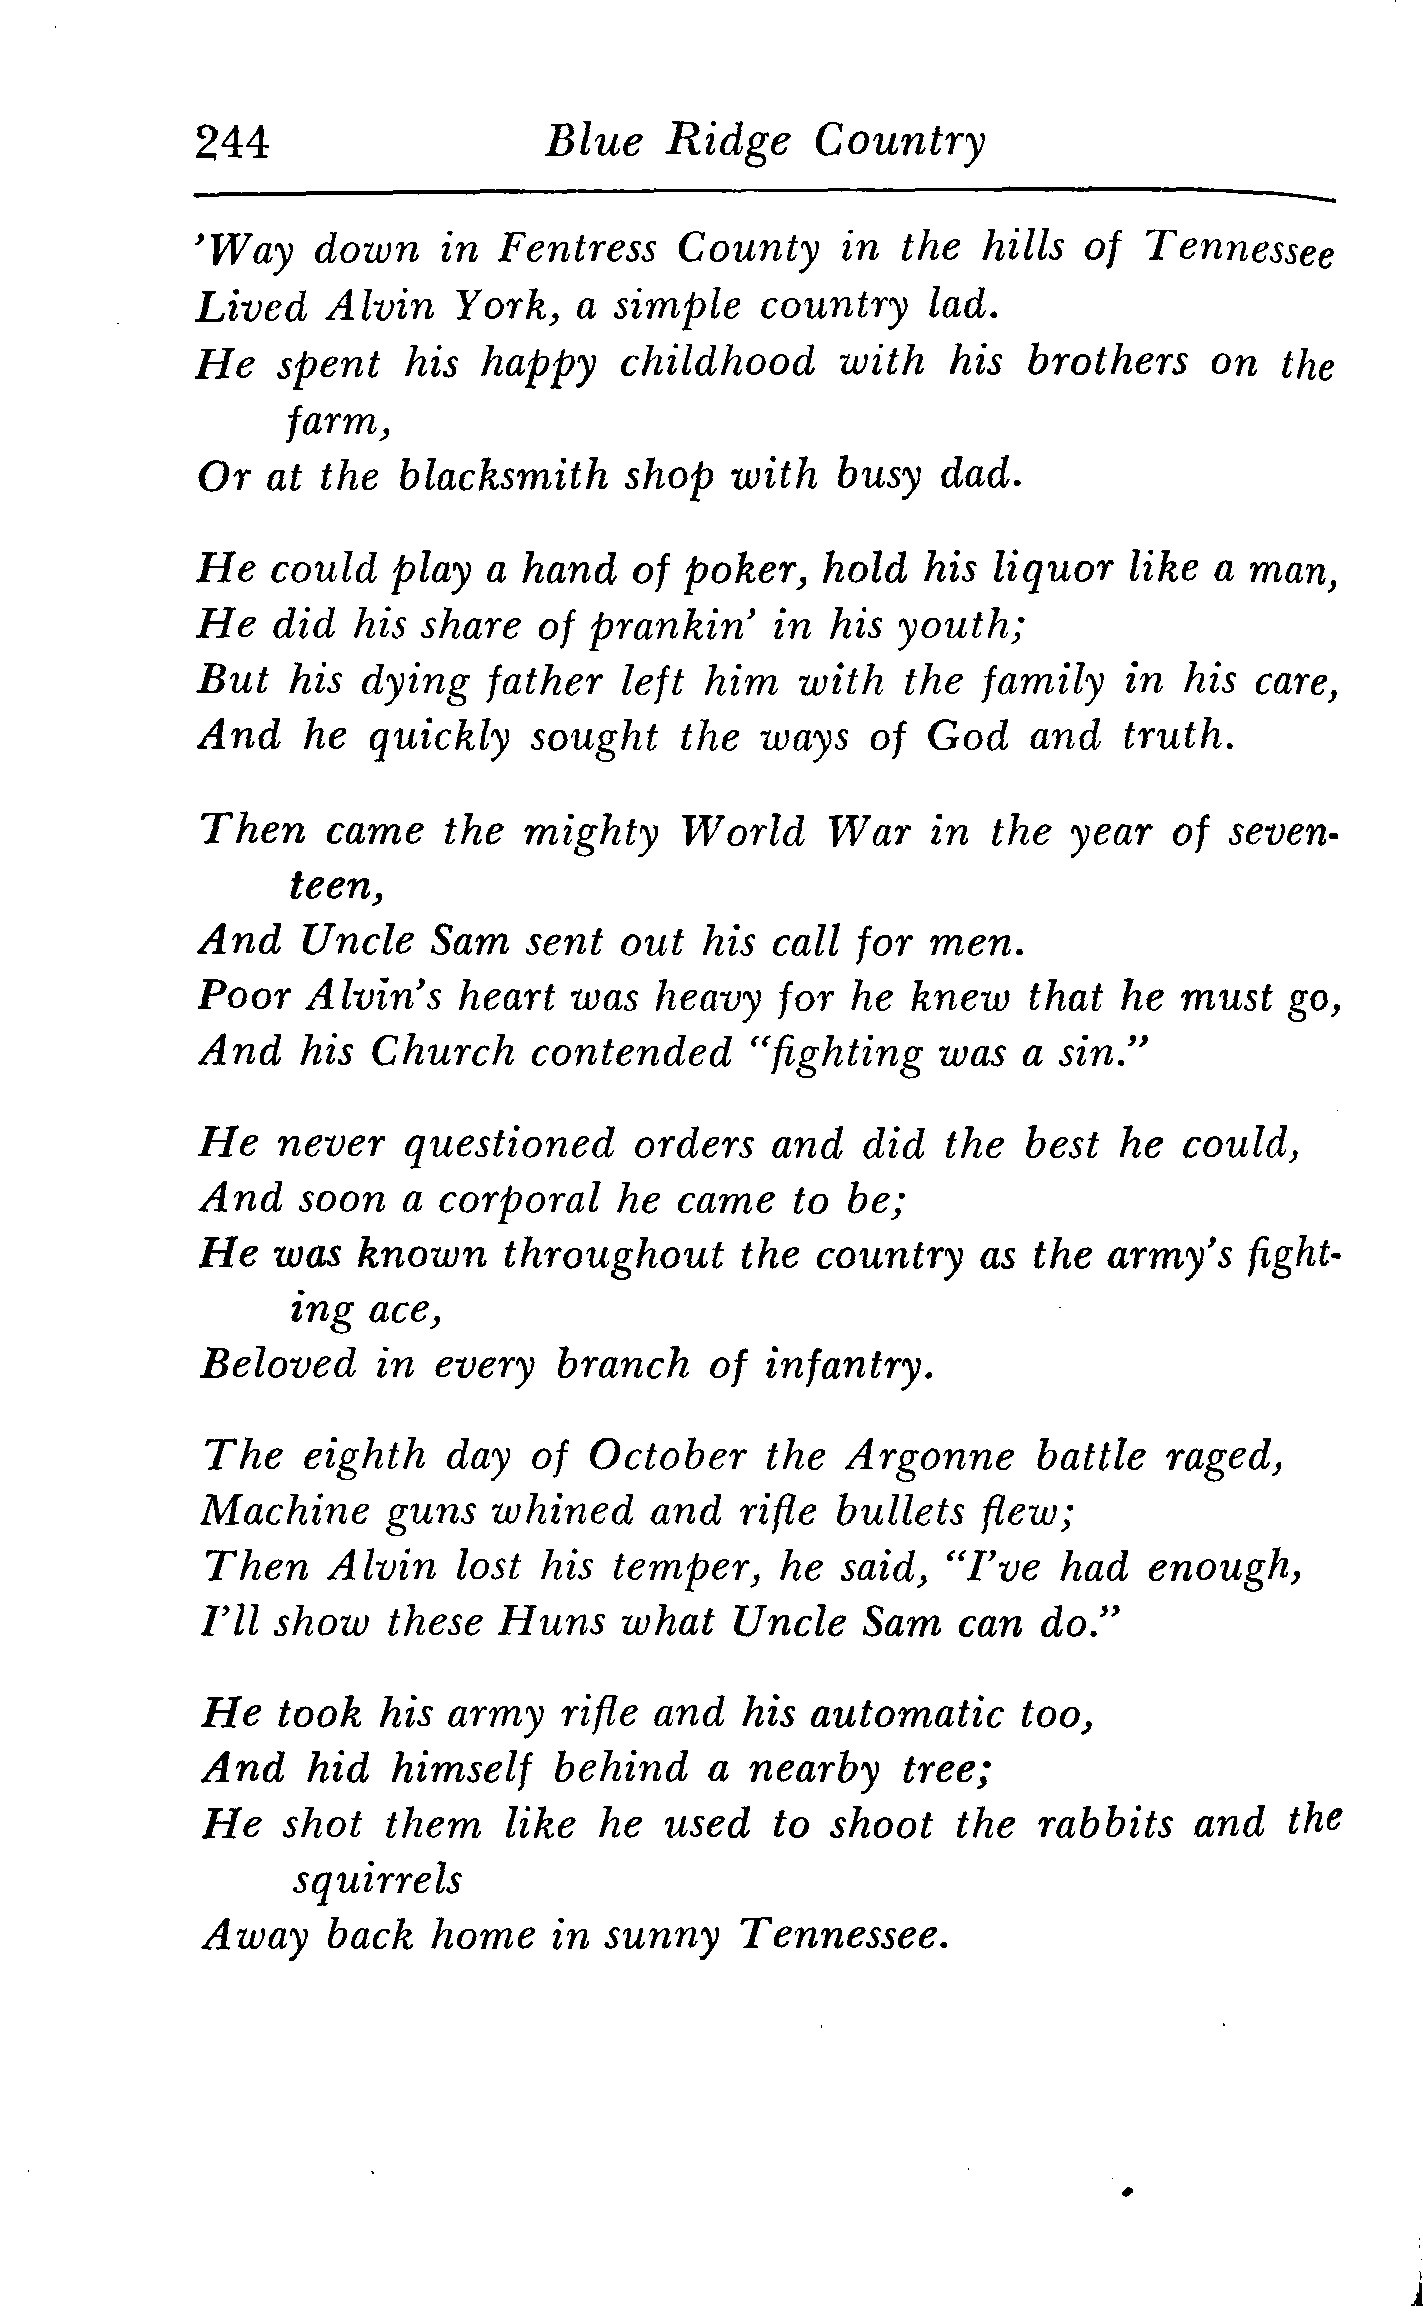 244 Blue Ridge Country
’Way down in Fentress County in the hills of Tennessee
Lived Alvin York, a simple country lad.
He spent his happy childhood with his brothers on the
farm,
Or at the blacksmith shop with busy dad.
He could play a hand of poker, hold his liquor like a man,
He did his share of prankin’ in his youth;
But his dying father left him with the family in his care,
And he quickly sought the ways of God and truth.
Then came the mighty World War in the year of seven-
teen,
And Uncle Sam sent out his call for men.
Poor Alvin’s heart was heavy for he knew that he must go,
And his Church contended “fighting was a sin.”
He never questioned orders and did the best he could,
And soon a corporal he came to be;
He was known throughout the country as the army’s fight-
ing ace,
Beloved in every branch of infantry.
The eighth day of October the Argonne battle raged,
Machine guns whined and rifle bullets flew;
Then Alvin lost his temper, he said, “I’ve had enough,
I’ll show these Huns what Uncle Sam can do.”
He took his army rifle and his automatic too,
And hid himself behind a nearby tree;
He shot them like he used to shoot the rabbits and the
squirrels
Away back home in sunny Tennessee.